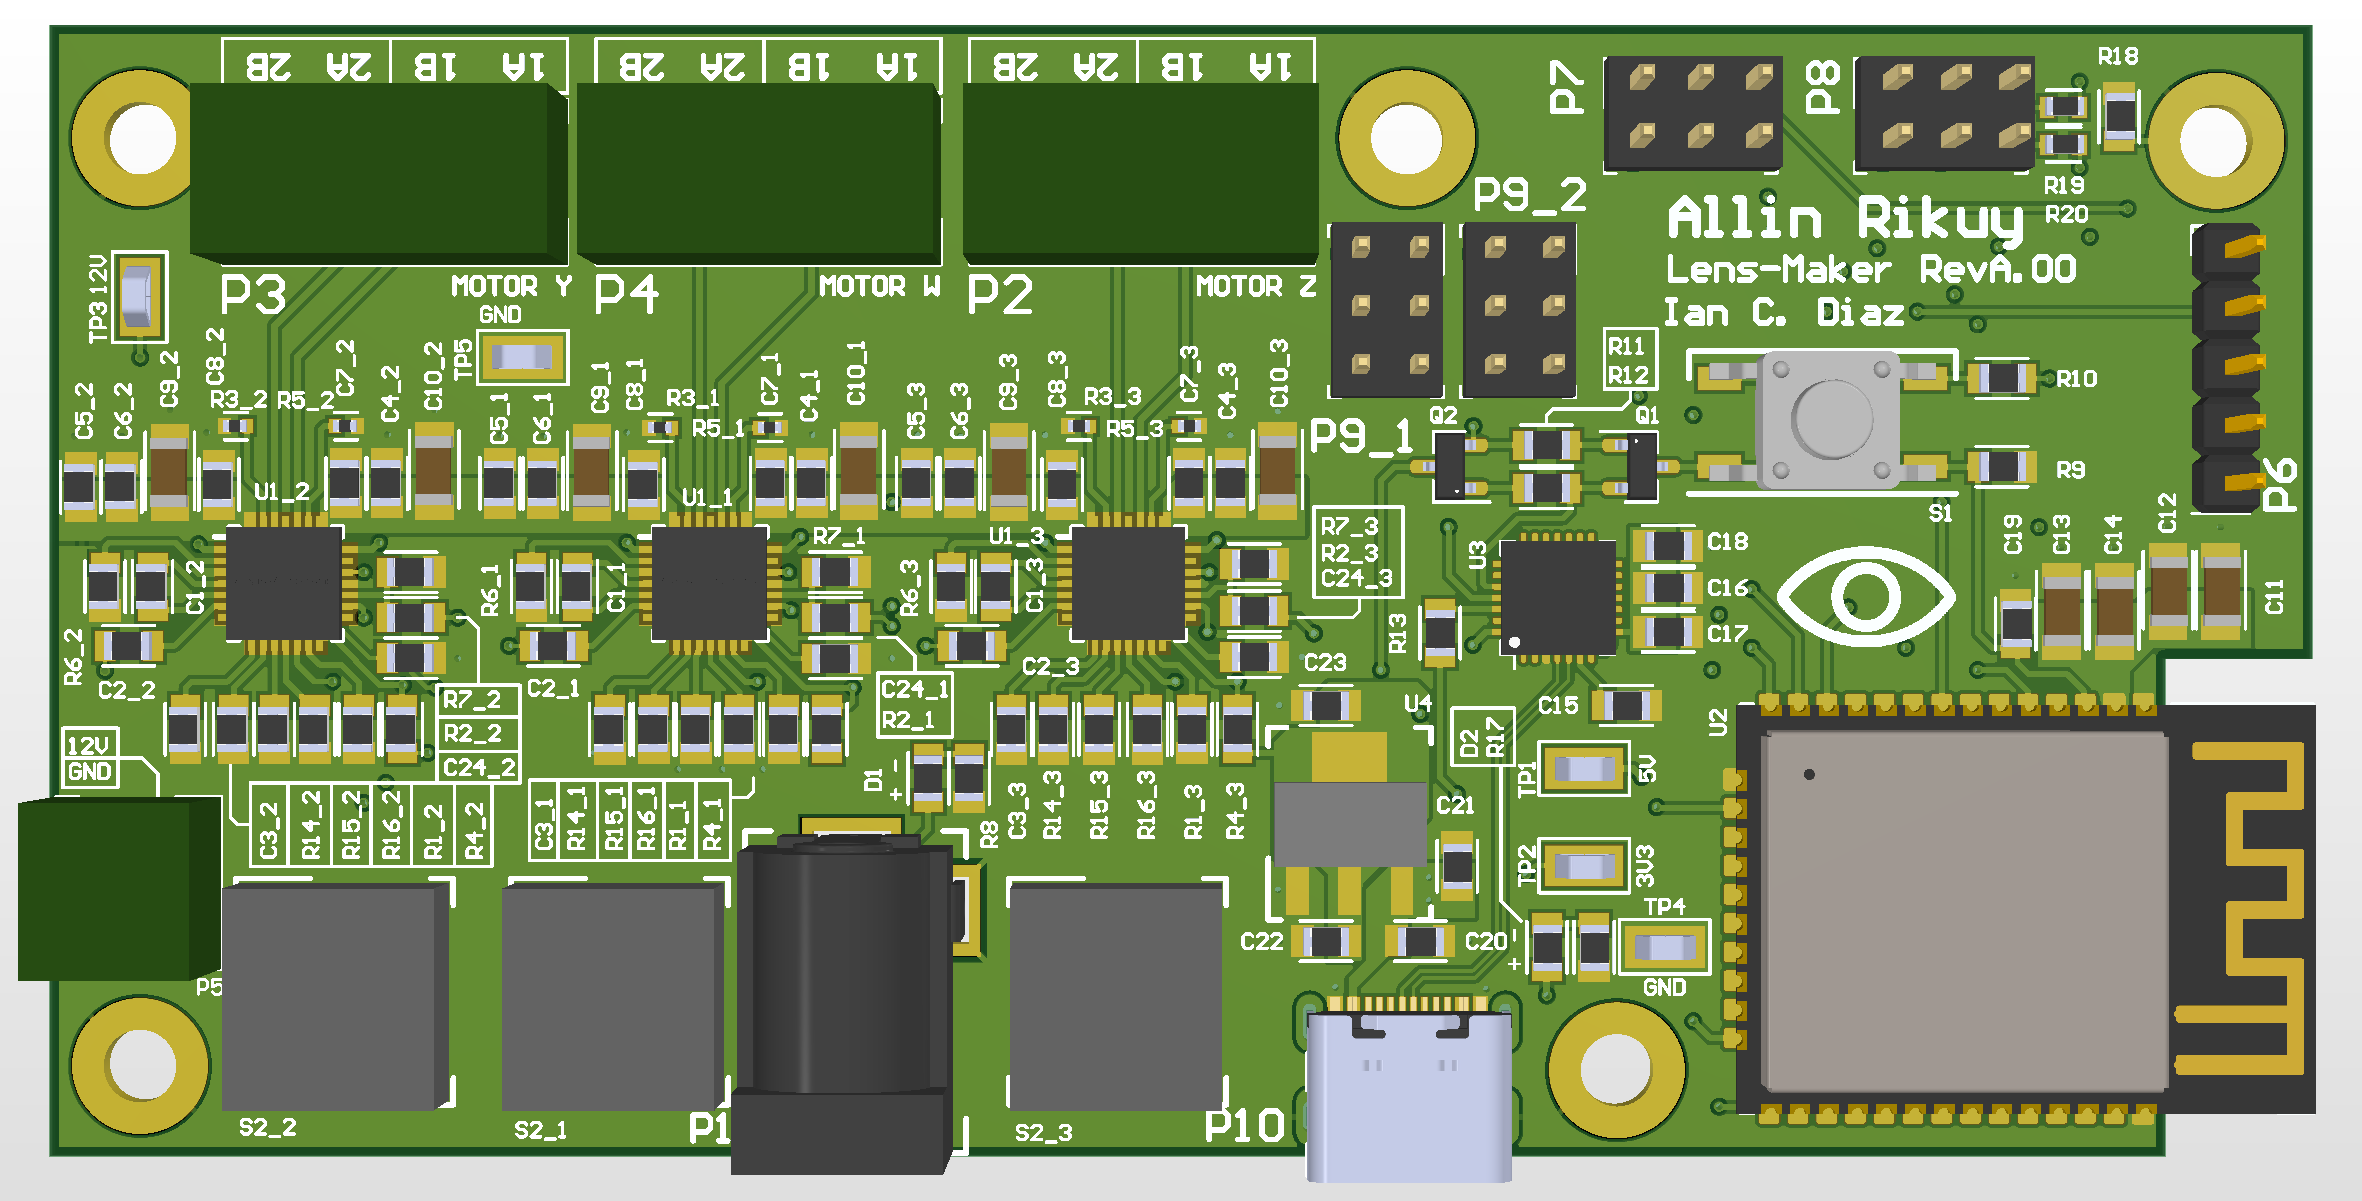 2B 2A 1B 1A
2B 2A 1B 1A
2B 2A 1B 1A
P7
P8
R18
R19
R20
P9_2
Allin Rikuy
Lens-Maker RevA.00
Ian C. Diaz
TP3 12V
P3
MOTOR Y
P4
MOTOR W
P2
MOTOR Z
GND
TP5
R11
R12
C5_2
C6_2
C9_2
C8_2
R3_2
R5_2
C7_2
C4_2
C10_2
C5_1
C6_1
C9_1
C8_1
R3_1
R5_1
C7_1
C4_1
C10_1
C5_3
C6_3
C9_3
C8_3
R3_3
R5_3
C7_3
C4_3
C10_3
P9_1
Q2
Q1
R10
R9
P6
S1
U1_2
U1_1
U1_3
R7_1
R7_3
R2_3
C24_3
U3
C18
C16
C17
C19
C13
C14
C12
C11
C1_2
R6_1
C1_1
R6_3
C1_3
R13
R6_2
C2_2
C2_1
C2_3
C23
U4
C15
U2
R7_2
R2_2
C24_2
C24_1
R2_1
D2
R17
12V
GND
D1
-
+
R8
TP1
5V
C3_2
R14_2
R15_2
R16_2
R1_2
R4_2
C3_1
R14_1
R15_1
R16_1
R1_1
R4_1
C3_3
R14_3
R15_3
R16_3
R1_3
R4_3
C21
TP2
3V3
TP4
C22
C20
-
+
GND
P5
S2_2
S2_1
P1
S2_3
P10